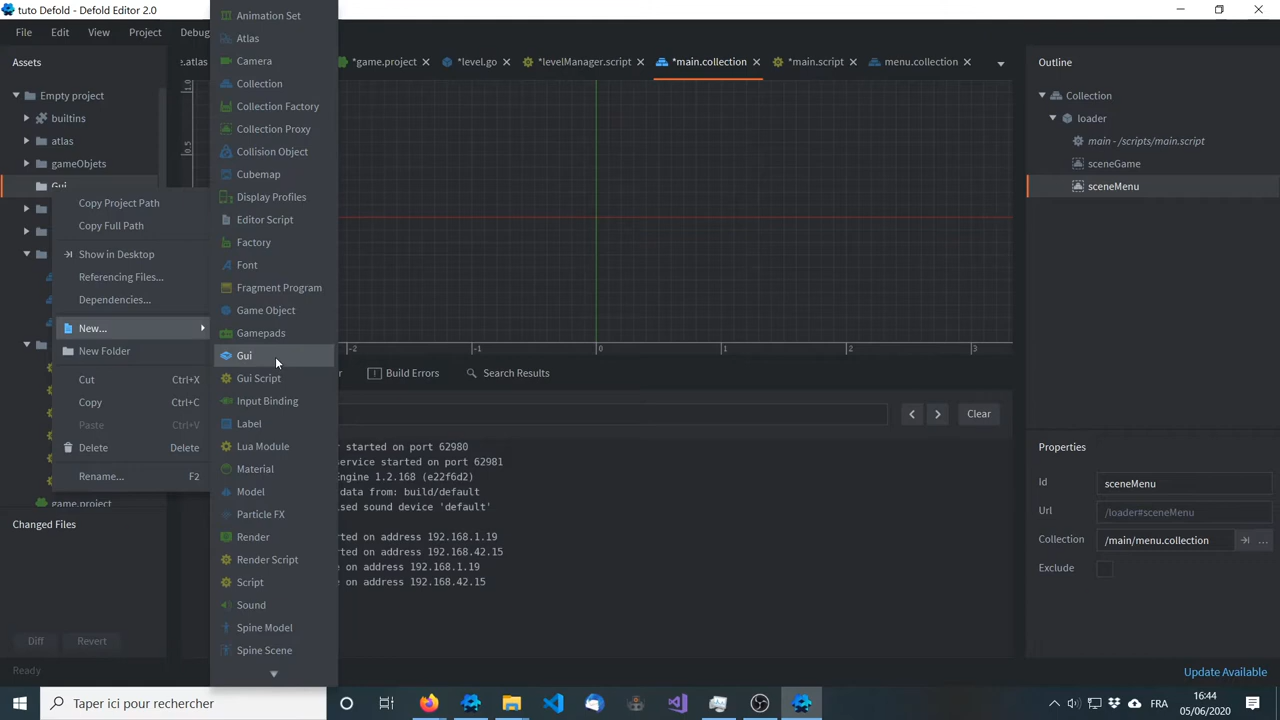 tuto Defold - Defold Editor 2.0
File Edit View Project Debug
Assets
Empty project
builtins
atlas
gameObjets
Gui
game.project
Changed Files
Diff Revert
Ready
Copy Project Path
Copy Full Path
Show in Desktop
Referencing Files...
Dependencies...
New...
New Folder
Cut Ctrl+X
Copy Ctrl+C
Paste Ctrl+V
Delete Delete
Rename... F2
Animation Set
Atlas
Camera
Collection
Collection Factory
Collection Proxy
Collision Object
Cubemap
Display Profiles
Editor Script
Factory
Font
Fragment Program
Game Object
Gamepads
Gui
Gui Script
Input Binding
Label
Lua Module
Material
Model
Particle FX
Render
Render Script
Script
Sound
Spine Model
Spine Scene
*game.project *level.go *levelManager.script *main.collection *main.script menu.collection
-2 -1 0 1 2 3
Build Errors Search Results
Clear
started on port 62980
ervice started on port 62981
Engine 1.2.168 (e22f6d2)
data from: build/default
ised sound device 'default'
rted on address 192.168.1.19
rted on address 192.168.42.15
e on address 192.168.1.19
e on address 192.168.42.15
Outline
Collection
loader
main - /scripts/main.script
sceneGame
sceneMenu
Properties
Id sceneMenu
Url /loader#sceneMenu
Collection /main/menu.collection ...
Exclude
Update Available
Taper ici pour rechercher
FRA
16:44
05/06/2020